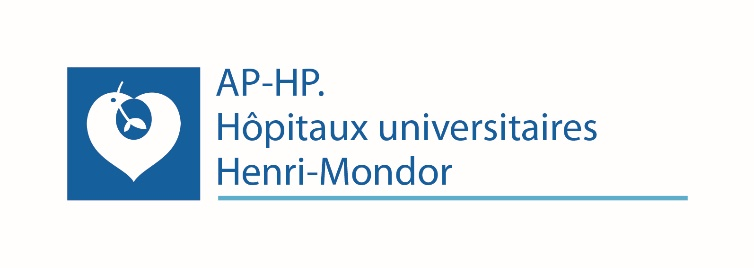 AP-HP.
Hôpitaux universitaires
Henri-Mondor